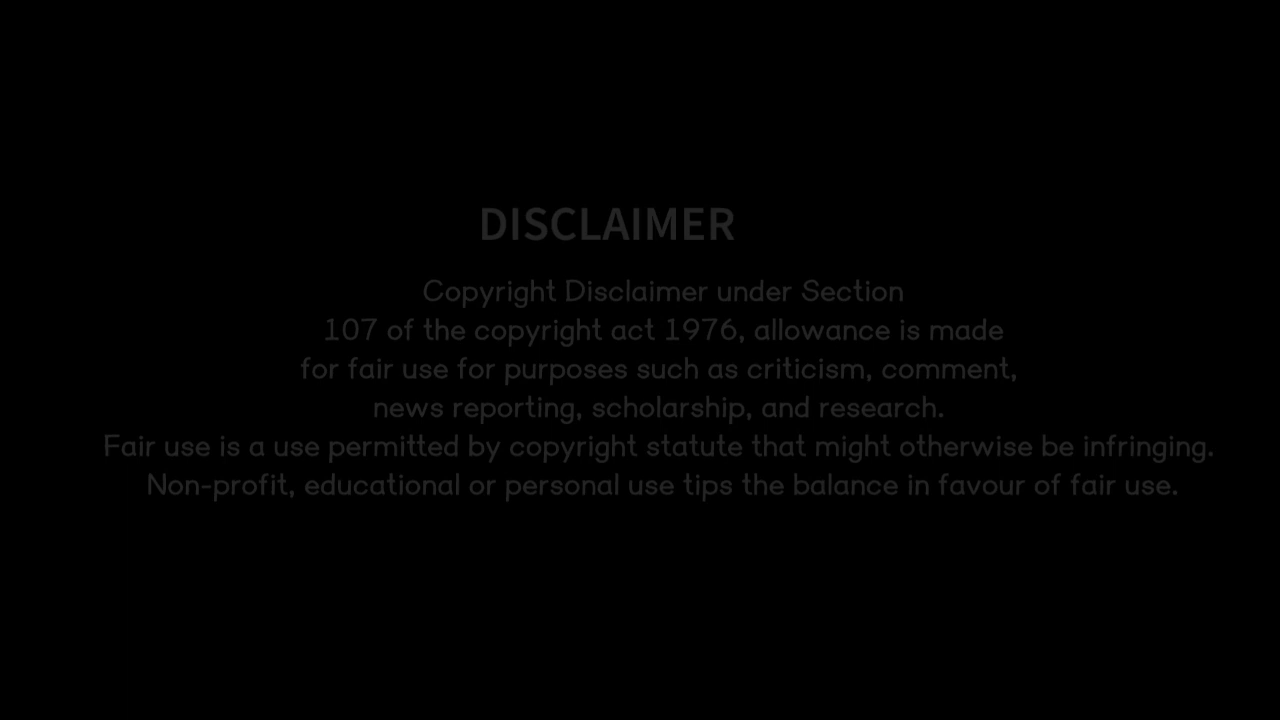 DISCLAIMER
Copyright Disclaimer under Section
107 of the copyright act 1976, allowance is made
for fair use for purposes such as criticism, comment,
news reporting, scholarship, and research.
Fair use is a use permitted by copyright statute that might otherwise be infringing.
Non-profit, educational or personal use tips the balance in favour of fair use.